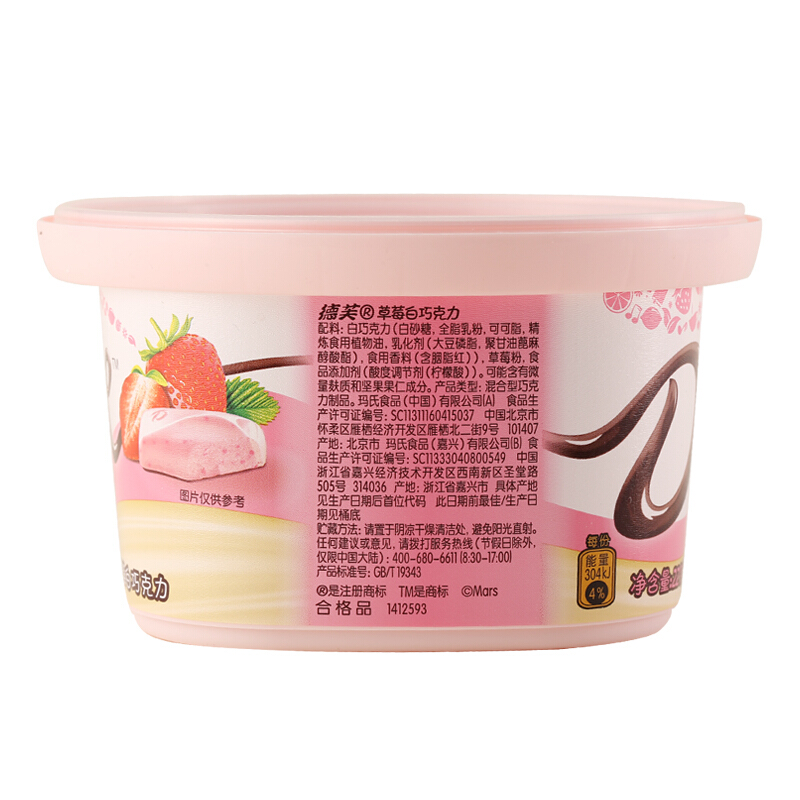 德芙®草莓白巧克力
配料：白巧克力（白砂糖，全脂乳粉，可可脂，精
炼食用植物油，乳化剂（大豆磷脂，聚甘油蓖麻
醇酸酯），食用香料（含胭脂红）），草莓粉，食
品添加剂（酸度调节剂（柠檬酸））。可能含有微
量麸质和坚果果仁成分。产品类型：混合型巧克
力制品。玛氏食品（中国）有限公司(A) 食品生
产许可证编号：SC11311160415037 中国北京市
怀柔区雁栖经济开发区雁栖北二街9号 101407
产地：北京市 玛氏食品（嘉兴）有限公司(B) 食
品生产许可证编号：SC11333040800549 中国
浙江省嘉兴经济技术开发区西南新区圣堂路
505号 314036 产地：浙江省嘉兴市 具体产地
见生产日期后首位代码 此日期前最佳/生产日
期见桶底
贮藏方法：请置于阴凉干燥清洁处，避免阳光直射。
任何建议或意见，请拨打服务热线（节假日除外，
仅限中国大陆）：400-680-6611 (8:30-17:00)
产品标准号：GB/T 19343
®是注册商标 TM是商标 ©Mars
合格品 1412593
TM
图片仅供参考
巧克力
每份
能量
304kJ
4%
净含量